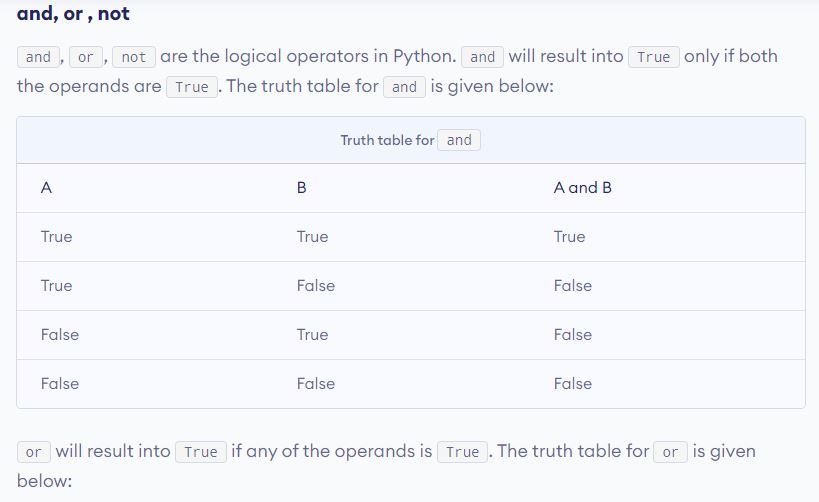 and, or , not
and , or , not are the logical operators in Python. and will result into True only if both
the operands are True . The truth table for and is given below:
Truth table for and
A B A and B
True True True
True False False
False True False
False False False
or will result into True if any of the operands is True . The truth table for or is given
below: